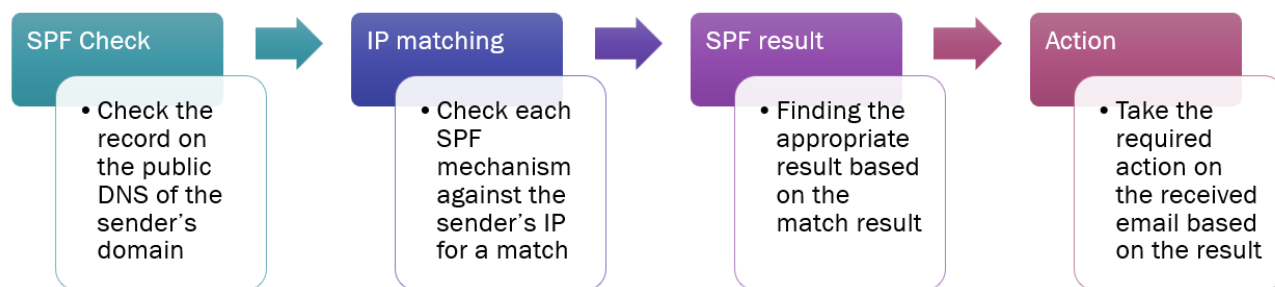 SPF Check
• Check the
record on
the public
DNS of the
sender's
domain
IP matching
• Check each
SPF
mechanism
against the
sender's IP
for a match
SPF result
• Finding the
appropriate
result based
on the
match result
Action
• Take the
required
action on
the received
email based
on the result